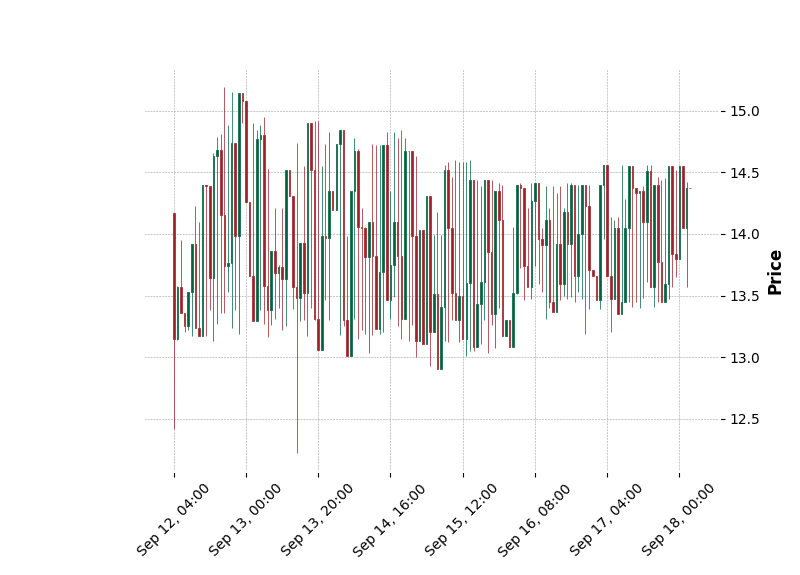 15.0
14.5
14.0
13.5
13.0
12.5
Price
Sep 12, 04:00
Sep 13, 00:00
Sep 13, 20:00
Sep 14, 16:00
Sep 15, 12:00
Sep 16, 08:00
Sep 17, 04:00
Sep 18, 00:00